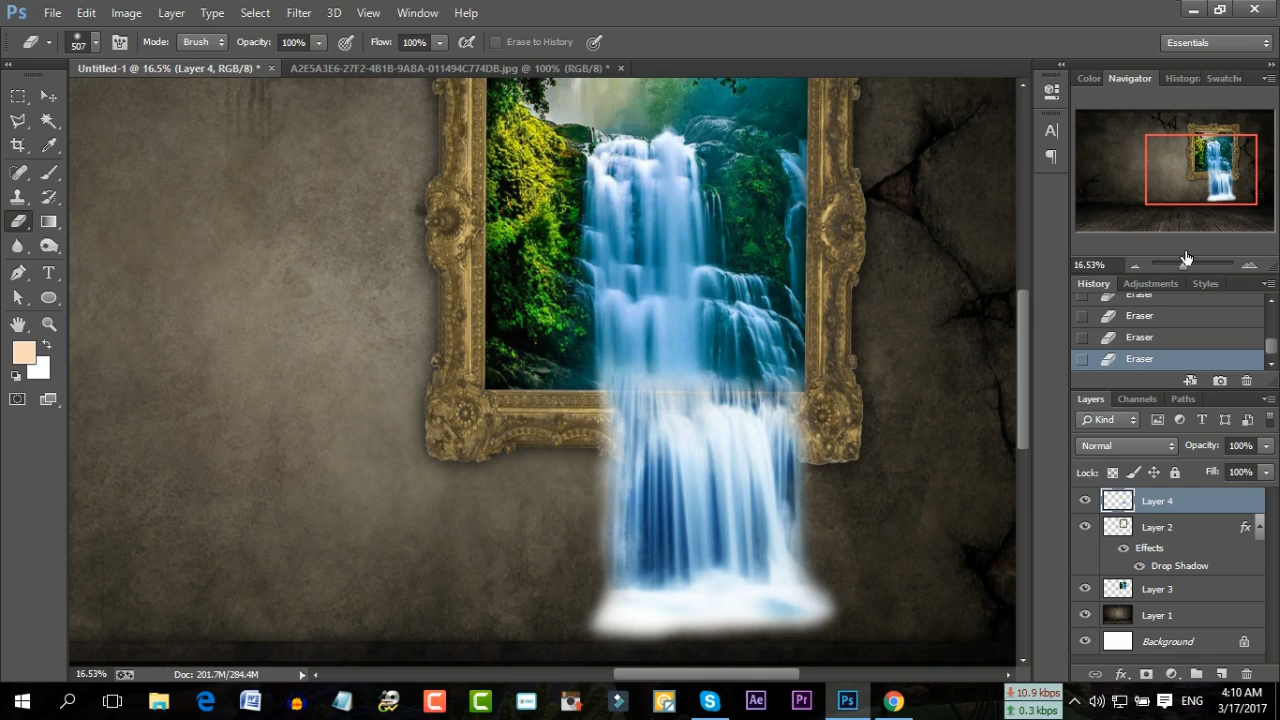 Ps File Edit Image Layer Type Select Filter 3D View Window Help
507 Mode: Brush Opacity: 100% Flow: 100% Erase to History Essentials
Untitled-1 @ 16.5% (Layer 4, RGB/8) * × A2E5A3E6-27F2-4B1B-9ABA-011494C774DB.jpg @ 100% (RGB/8) * ×
Color Navigator Histogr Swatche
16.53%
History Adjustments Styles
Eraser
Eraser
Eraser
Eraser
Layers Channels Paths
Kind
Normal Opacity: 100%
Lock: Fill: 100%
Layer 4
Layer 2 fx
Effects
Drop Shadow
Layer 3
Layer 1
Background
16.53% Doc: 201.7M/284.4M
10.9 kbps
0.3 kbps
ENG
4:10 AM
3/17/2017